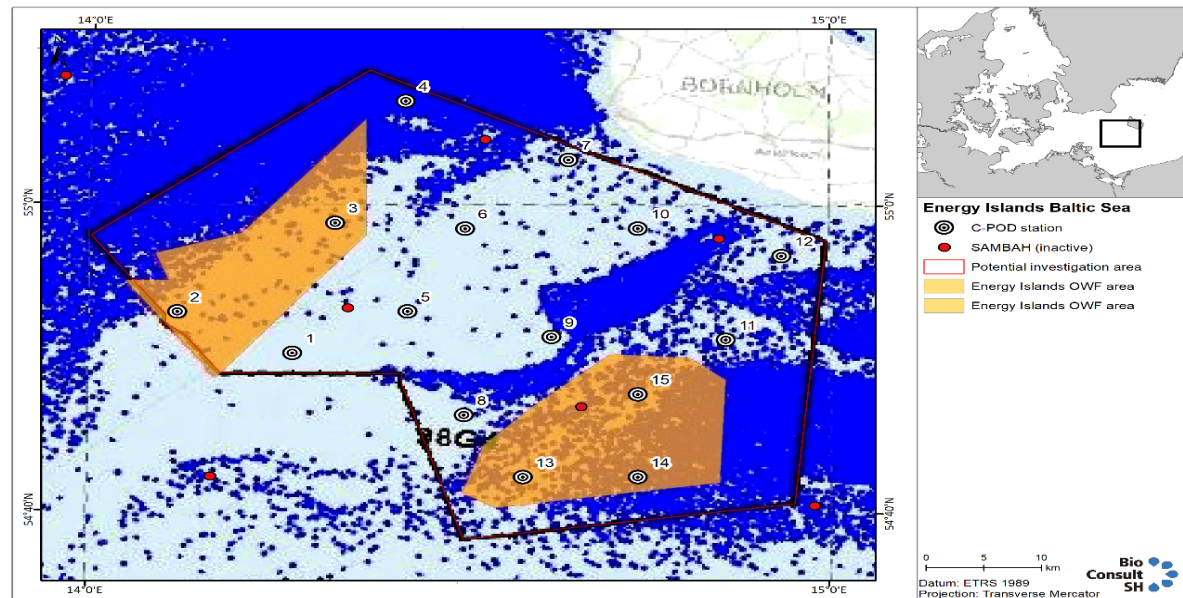 14°0'E
15°0'E
N
BORNHOLM
4
7
55°0'N
55°0'N
3
6
10
12
2
5
9
11
1
15
8
38G
13
14
54°40'N
54°40'N
14°0'E
15°0'E
Energy Islands Baltic Sea
C-POD station
SAMBAH (inactive)
Potential investigation area
Energy Islands OWF area
Energy Islands OWF area
0 5 10
km
Datum: ETRS 1989
Projection: Transverse Mercator
Bio
Consult
SH